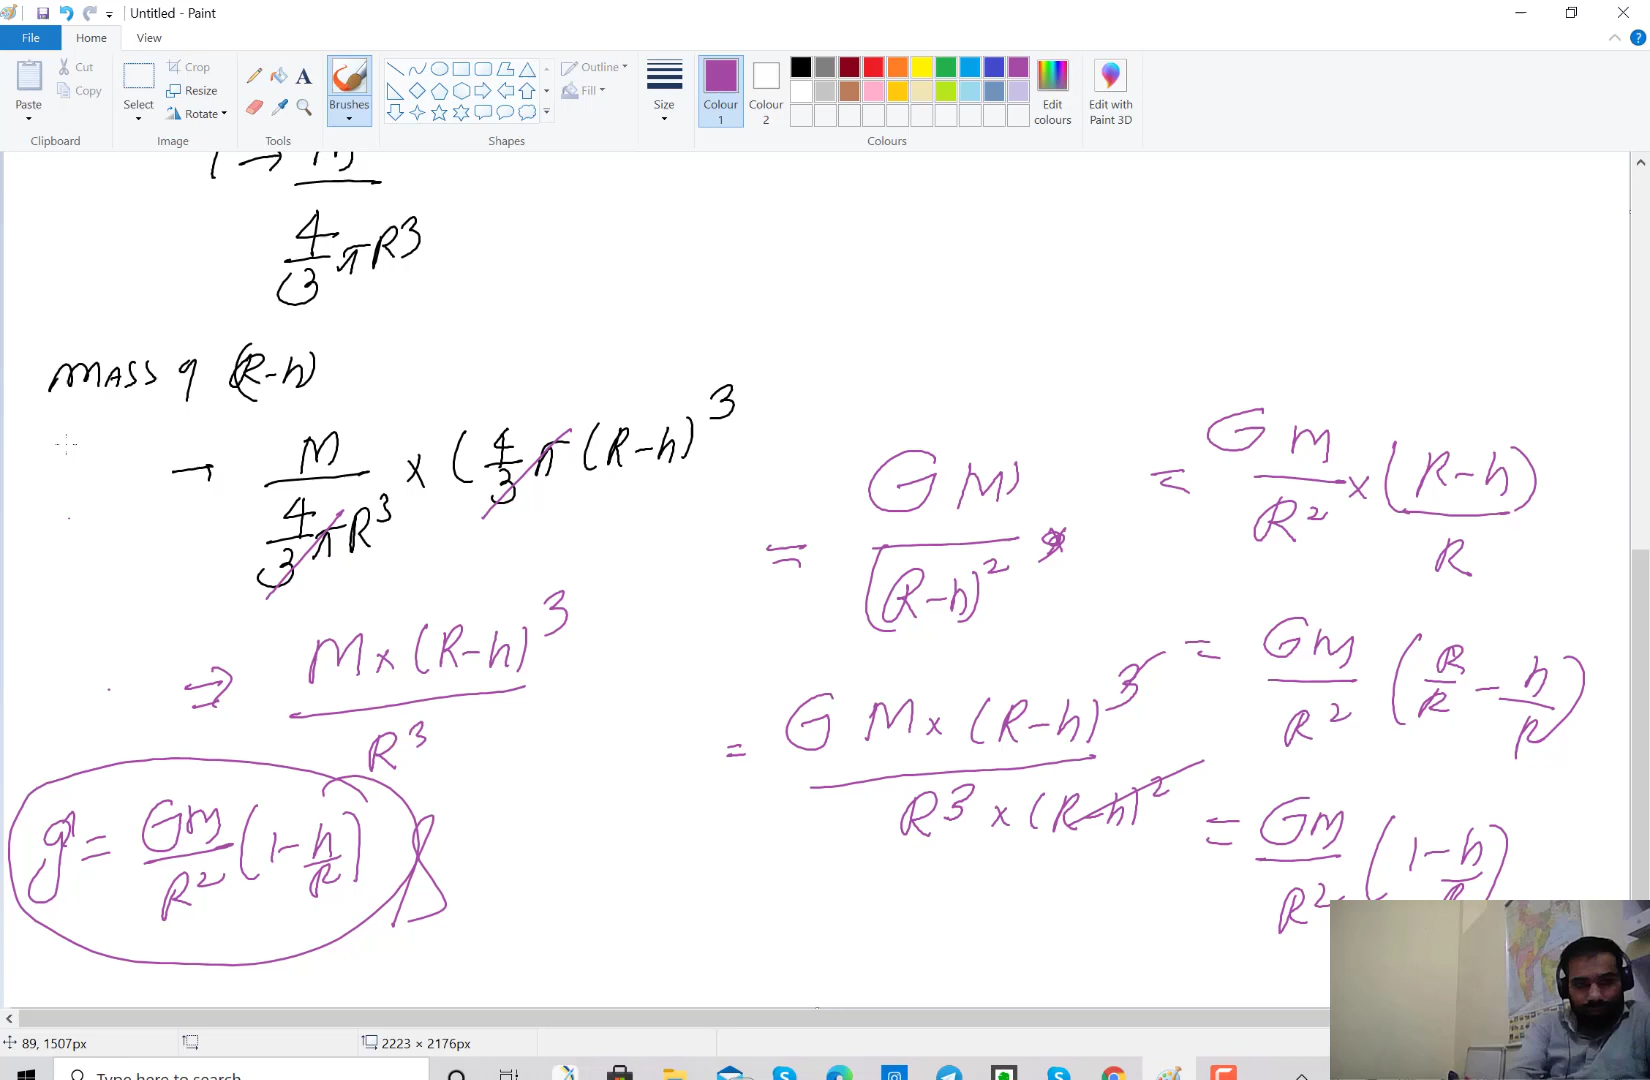 Untitled - Paint
File Home View
Paste
Cut
Copy
Clipboard
Select
Crop
Resize
Rotate
Image
A
Tools
Brushes
Outline
Fill
Shapes
Size
Colour 1
Colour 2
Edit colours
Edit with Paint 3D
Colours
4/3 πR³
MASS of (R-h)
→ M / (4/3 πR³) × (4/3 π(R-h)³
⇒ M×(R-h)³ / R³
g' = GM/R² (1 - h/R)
= GM / (R-h)²
= GM×(R-h)³ / R³×(R-h)²
= GM/R² × (R-h)/R
= GM/R² (R/R - h/R)
= GM/R² (1-h/R)
89, 1507px
2223 × 2176px
Type here to search